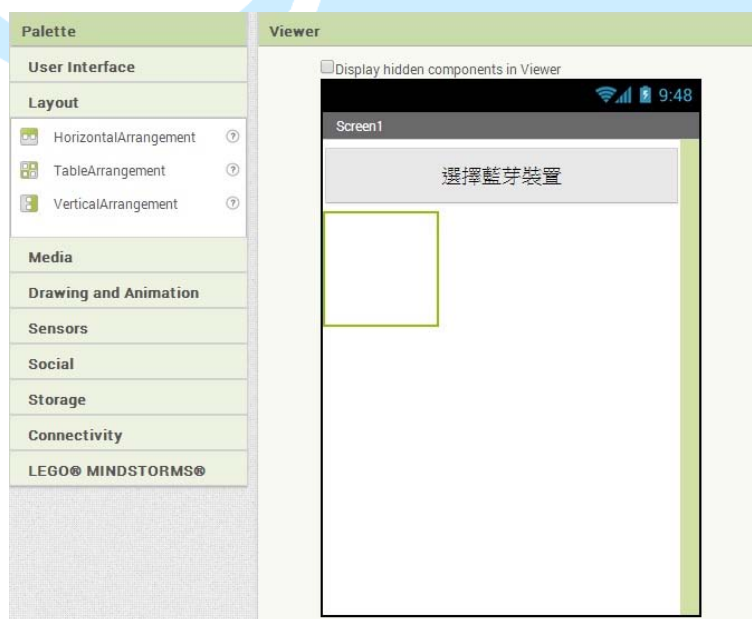 Palette
User Interface
Layout
HorizontalArrangement
TableArrangement
VerticalArrangement
Media
Drawing and Animation
Sensors
Social
Storage
Connectivity
LEGO® MINDSTORMS®
Viewer
Display hidden components in Viewer
9:48
Screen1
選擇藍芽裝置